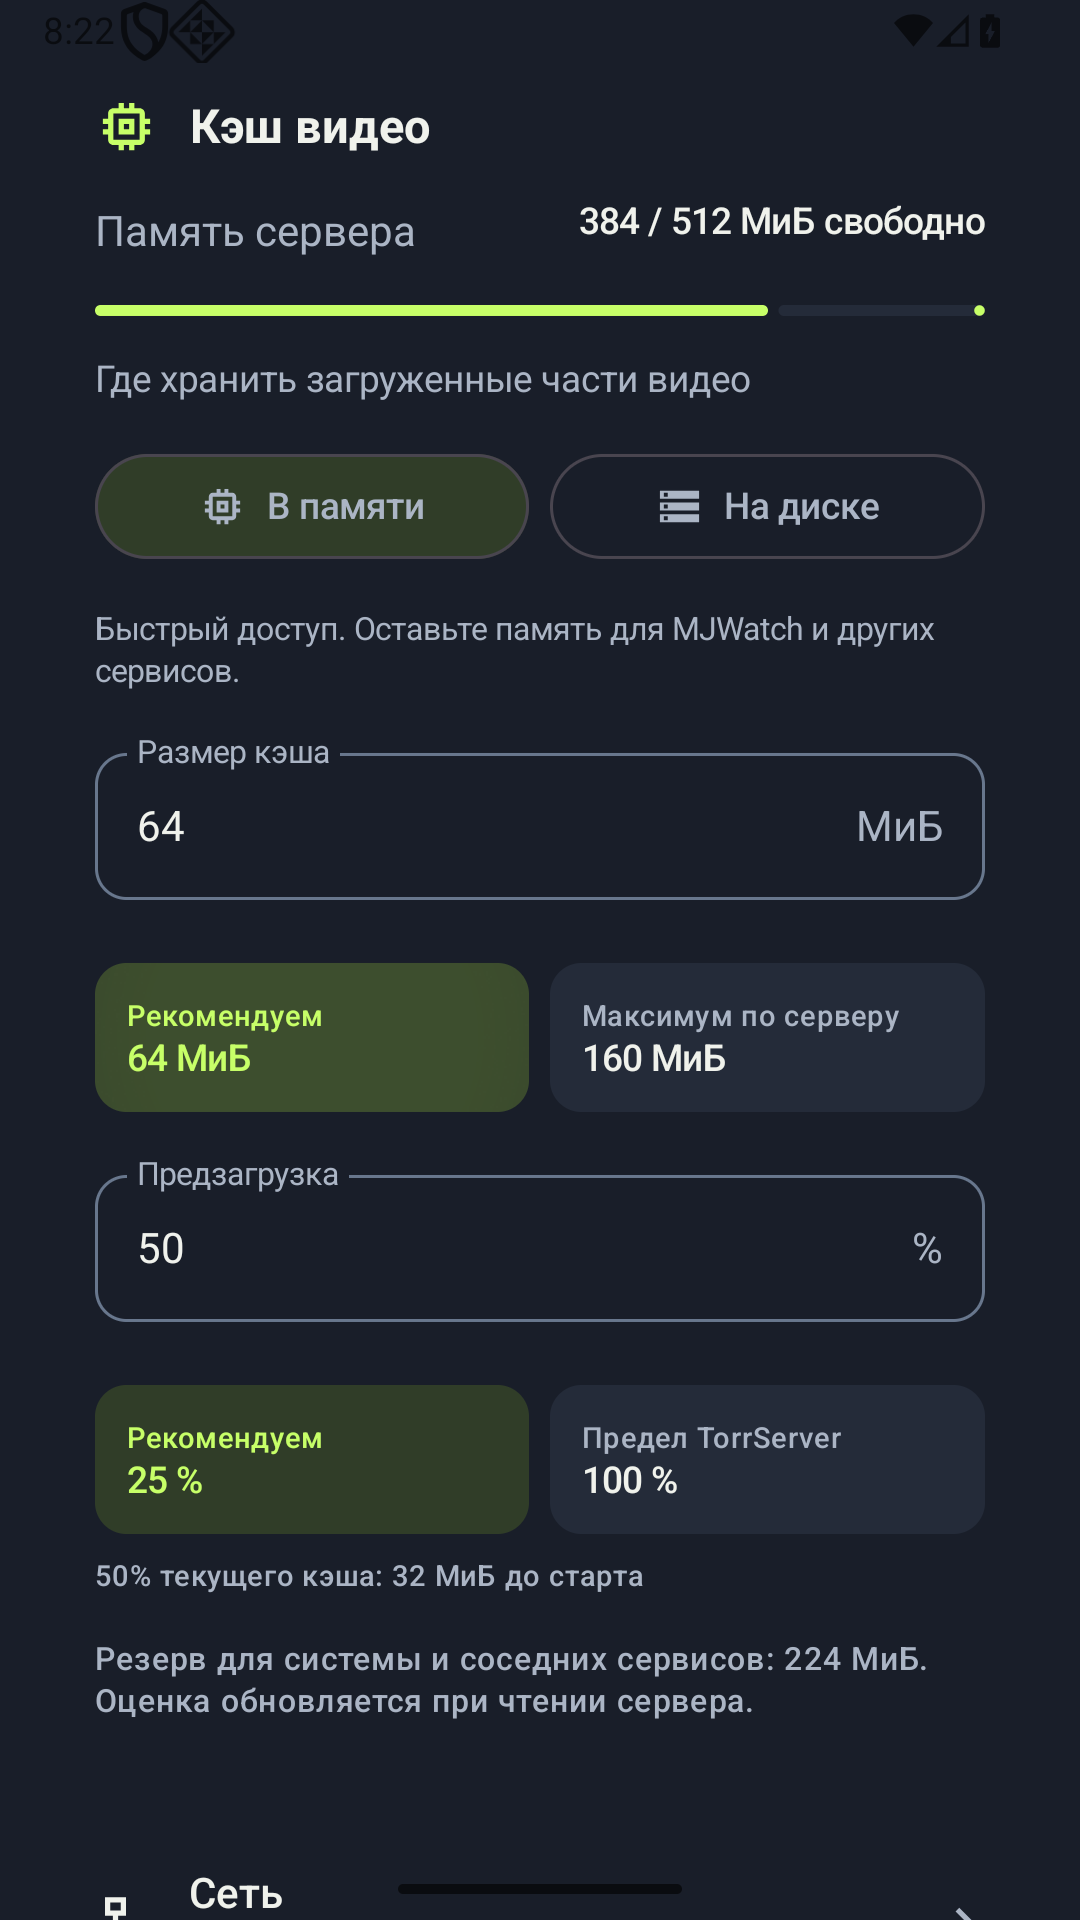 8:22
Кэш видео
Память сервера
384 / 512 МиБ свободно
Где хранить загруженные части видео
В памяти
На диске
Быстрый доступ. Оставьте память для MJWatch и других
сервисов.
Размер кэша
64
МиБ
Рекомендуем
64 МиБ
Максимум по серверу
160 МиБ
Предзагрузка
50
%
Рекомендуем
25 %
Предел TorrServer
100 %
50% текущего кэша: 32 МиБ до старта
Резерв для системы и соседних сервисов: 224 МиБ.
Оценка обновляется при чтении сервера.
Сеть